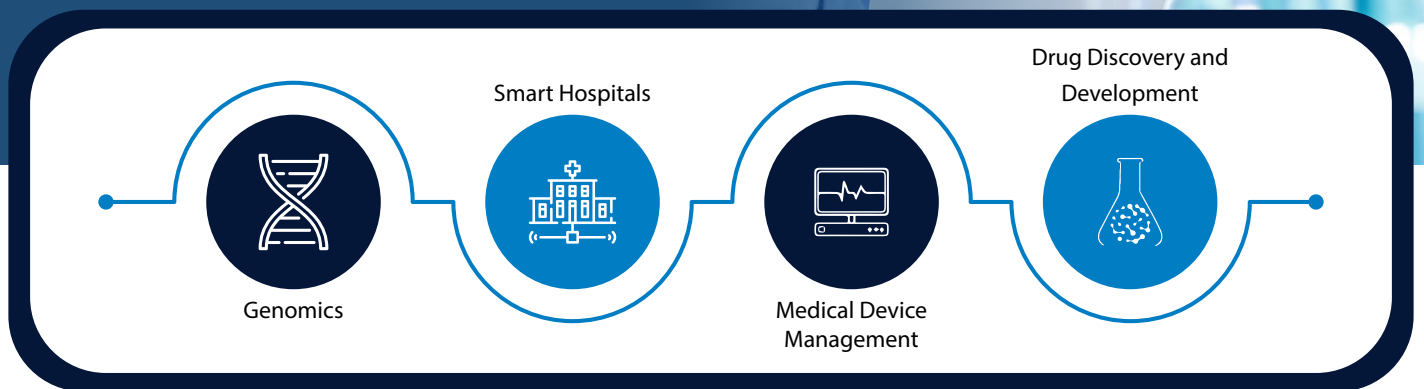 Genomics
Smart Hospitals
Medical Device
Management
Drug Discovery and
Development